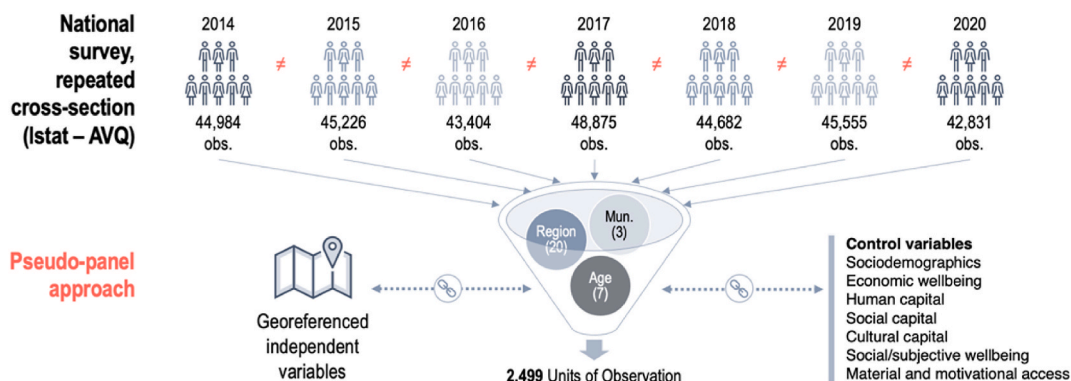 National
survey,
repeated
cross-section
(Istat – AVQ)
2014 2015 2016 2017 2018 2019 2020
≠ ≠ ≠ ≠ ≠ ≠
44,984 45,226 43,404 48,875 44,682 45,555 42,831
obs. obs. obs. obs. obs. obs. obs.
Region
(20)
Mun.
(3)
Age
(7)
Pseudo-panel
approach
Georeferenced
independent
variables
Control variables
Sociodemographics
Economic wellbeing
Human capital
Social capital
Cultural capital
Social/subjective wellbeing
Material and motivational access
2,499 Units of Observation